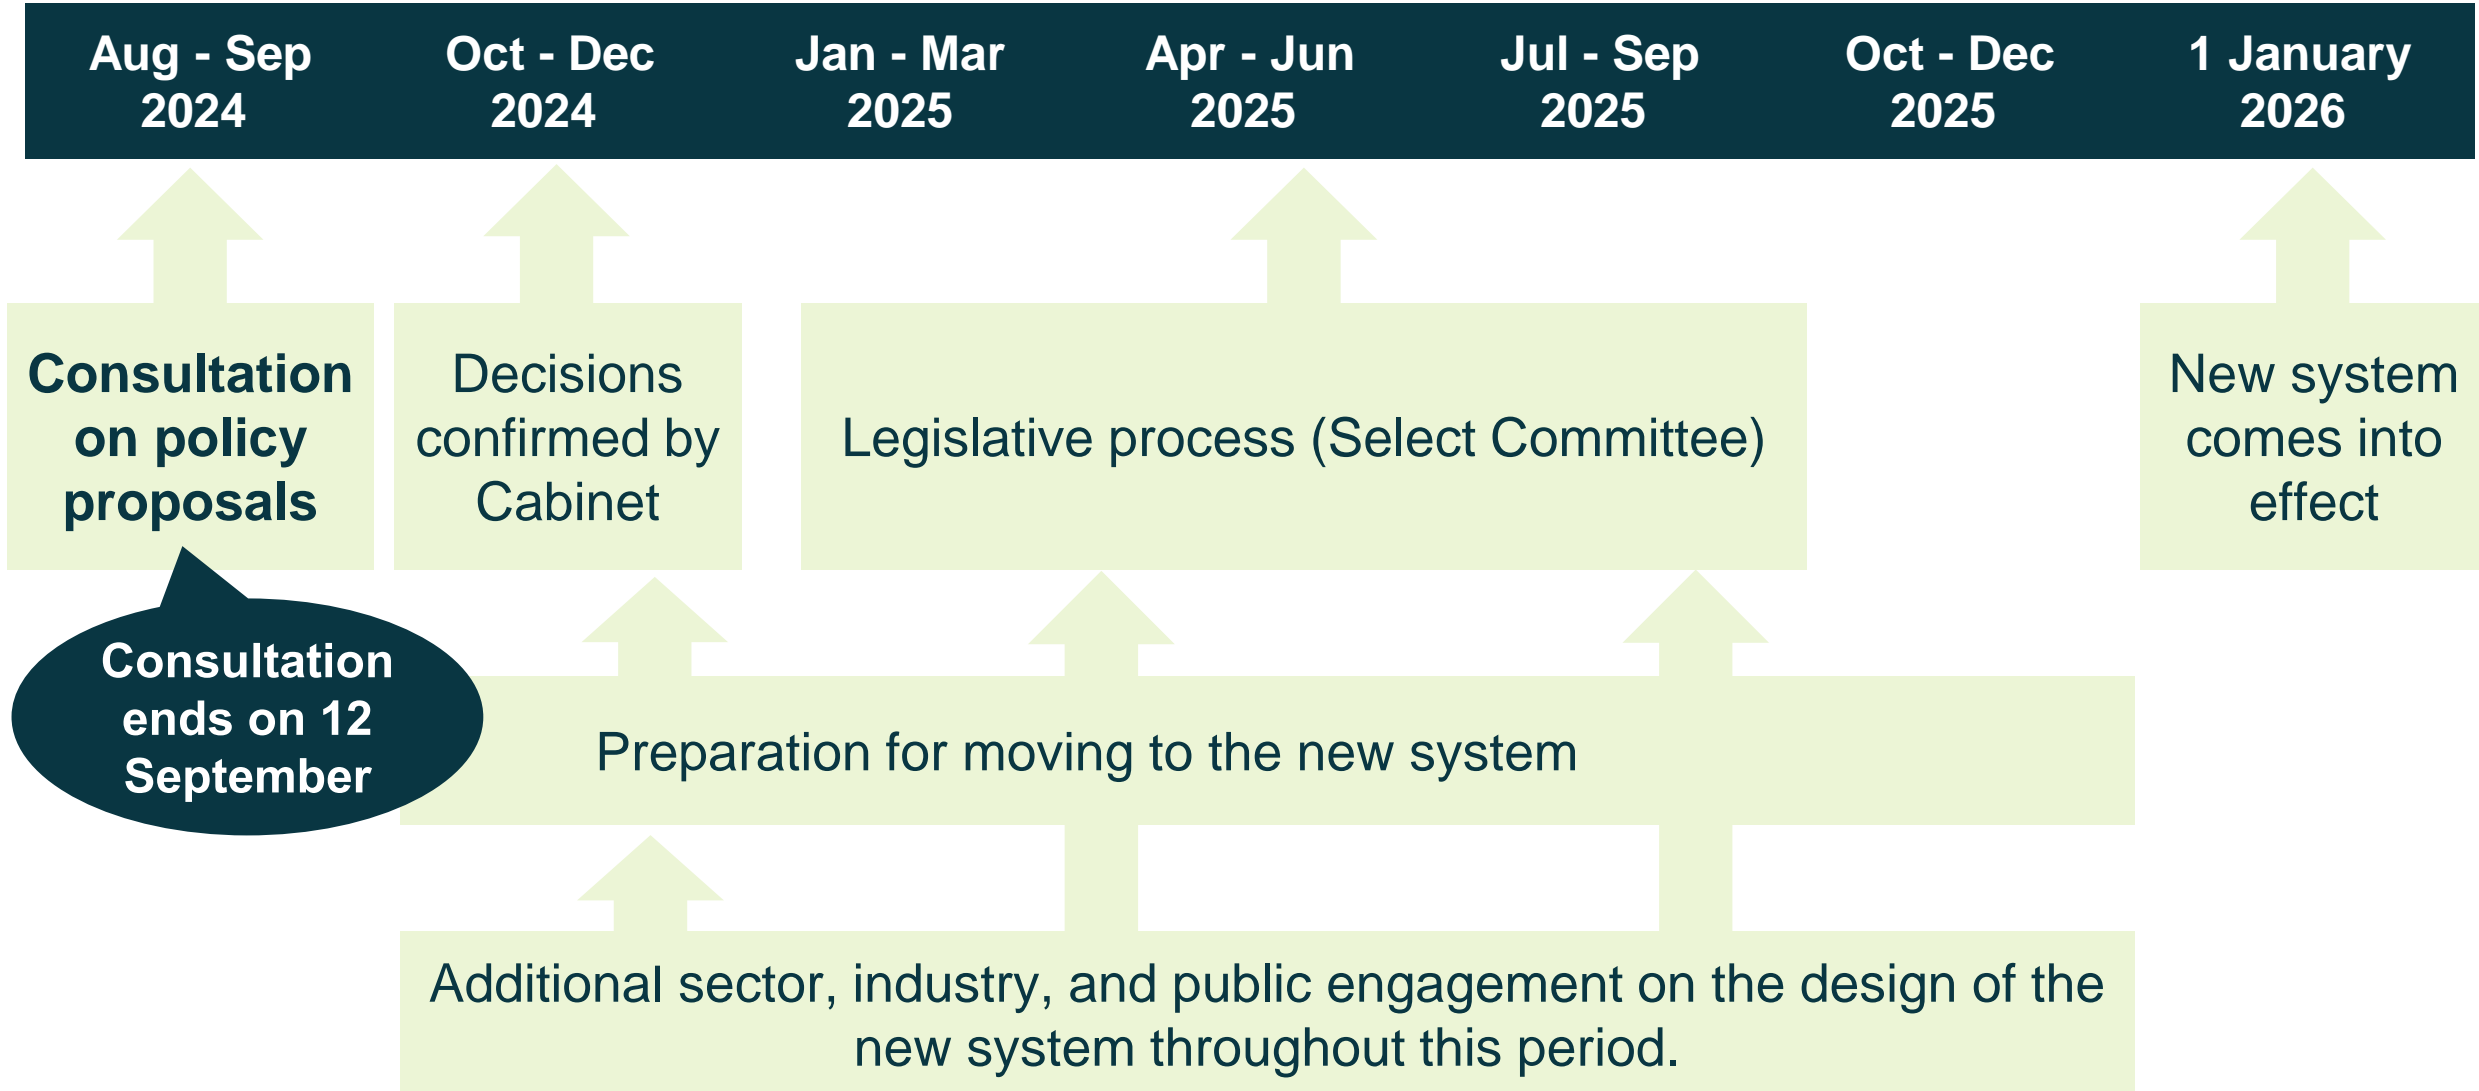 Aug - Sep
2024
Oct - Dec
2024
Jan - Mar
2025
Apr - Jun
2025
Jul - Sep
2025
Oct - Dec
2025
1 January
2026
Consultation
on policy
proposals
Decisions
confirmed by
Cabinet
Legislative process (Select Committee)
New system
comes into
effect
Consultation
ends on 12
September
Preparation for moving to the new system
Additional sector, industry, and public engagement on the design of the
new system throughout this period.